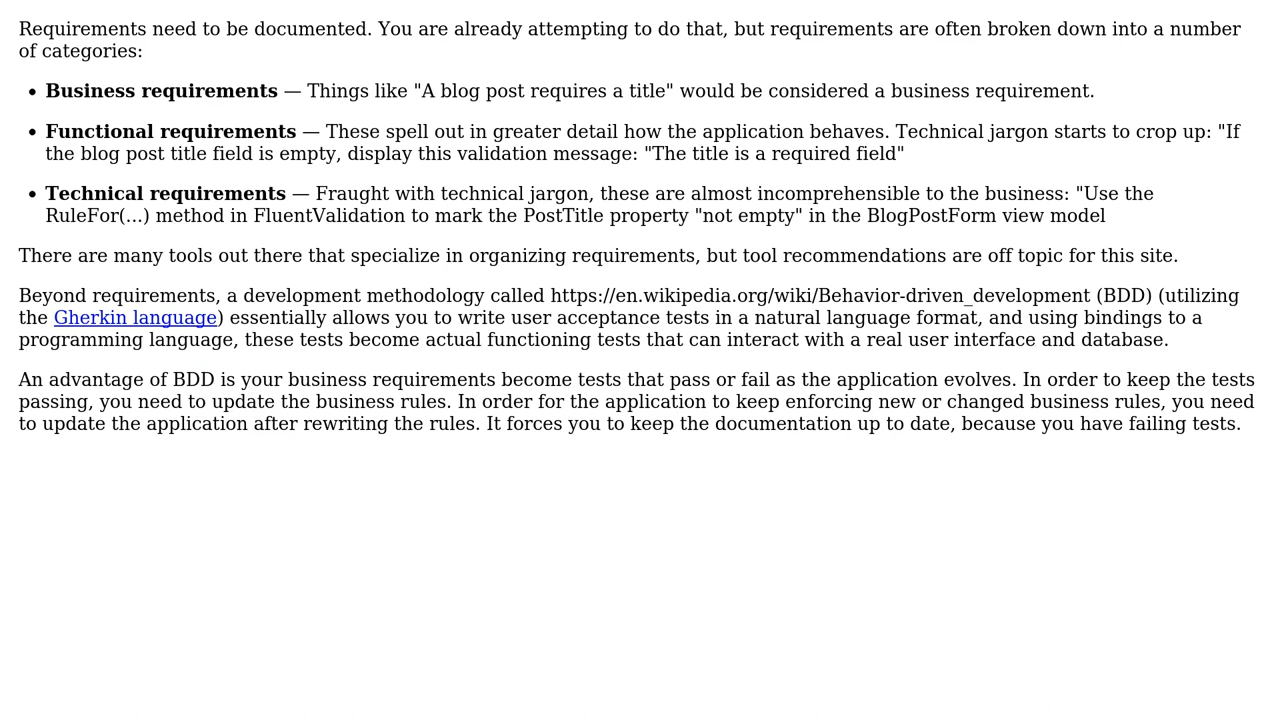 Requirements need to be documented. You are already attempting to do that, but requirements are often broken down into a number
of categories:
• Business requirements — Things like "A blog post requires a title" would be considered a business requirement.
• Functional requirements — These spell out in greater detail how the application behaves. Technical jargon starts to crop up: "If
the blog post title field is empty, display this validation message: "The title is a required field"
• Technical requirements — Fraught with technical jargon, these are almost incomprehensible to the business: "Use the
RuleFor(...) method in FluentValidation to mark the PostTitle property "not empty" in the BlogPostForm view model
There are many tools out there that specialize in organizing requirements, but tool recommendations are off topic for this site.
Beyond requirements, a development methodology called https://en.wikipedia.org/wiki/Behavior-driven_development (BDD) (utilizing
the Gherkin language) essentially allows you to write user acceptance tests in a natural language format, and using bindings to a
programming language, these tests become actual functioning tests that can interact with a real user interface and database.
An advantage of BDD is your business requirements become tests that pass or fail as the application evolves. In order to keep the tests
passing, you need to update the business rules. In order for the application to keep enforcing new or changed business rules, you need
to update the application after rewriting the rules. It forces you to keep the documentation up to date, because you have failing tests.